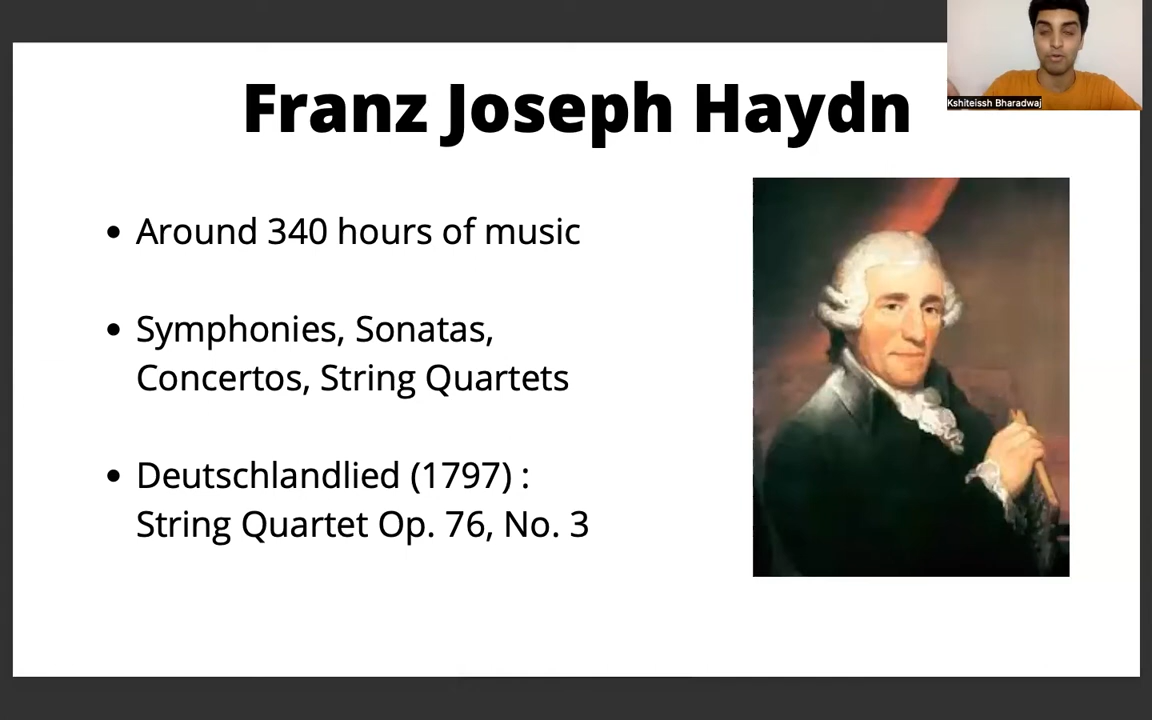 Franz Joseph Haydn
Kshiteissh Bharadwaj
• Around 340 hours of music
• Symphonies, Sonatas,
Concertos, String Quartets
• Deutschlandlied (1797) :
String Quartet Op. 76, No. 3